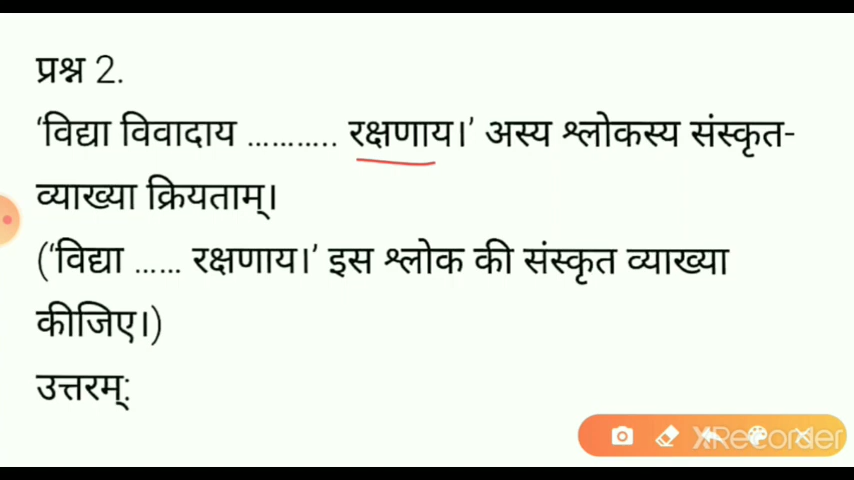 प्रश्न 2.
‘विद्या विवादाय ……….. रक्षणाय।’ अस्य श्लोकस्य संस्कृत-
व्याख्या क्रियताम्।
(‘विद्या …… रक्षणाय।’ इस श्लोक की संस्कृत व्याख्या
कीजिए।)
उत्तरम्:
XRecorder